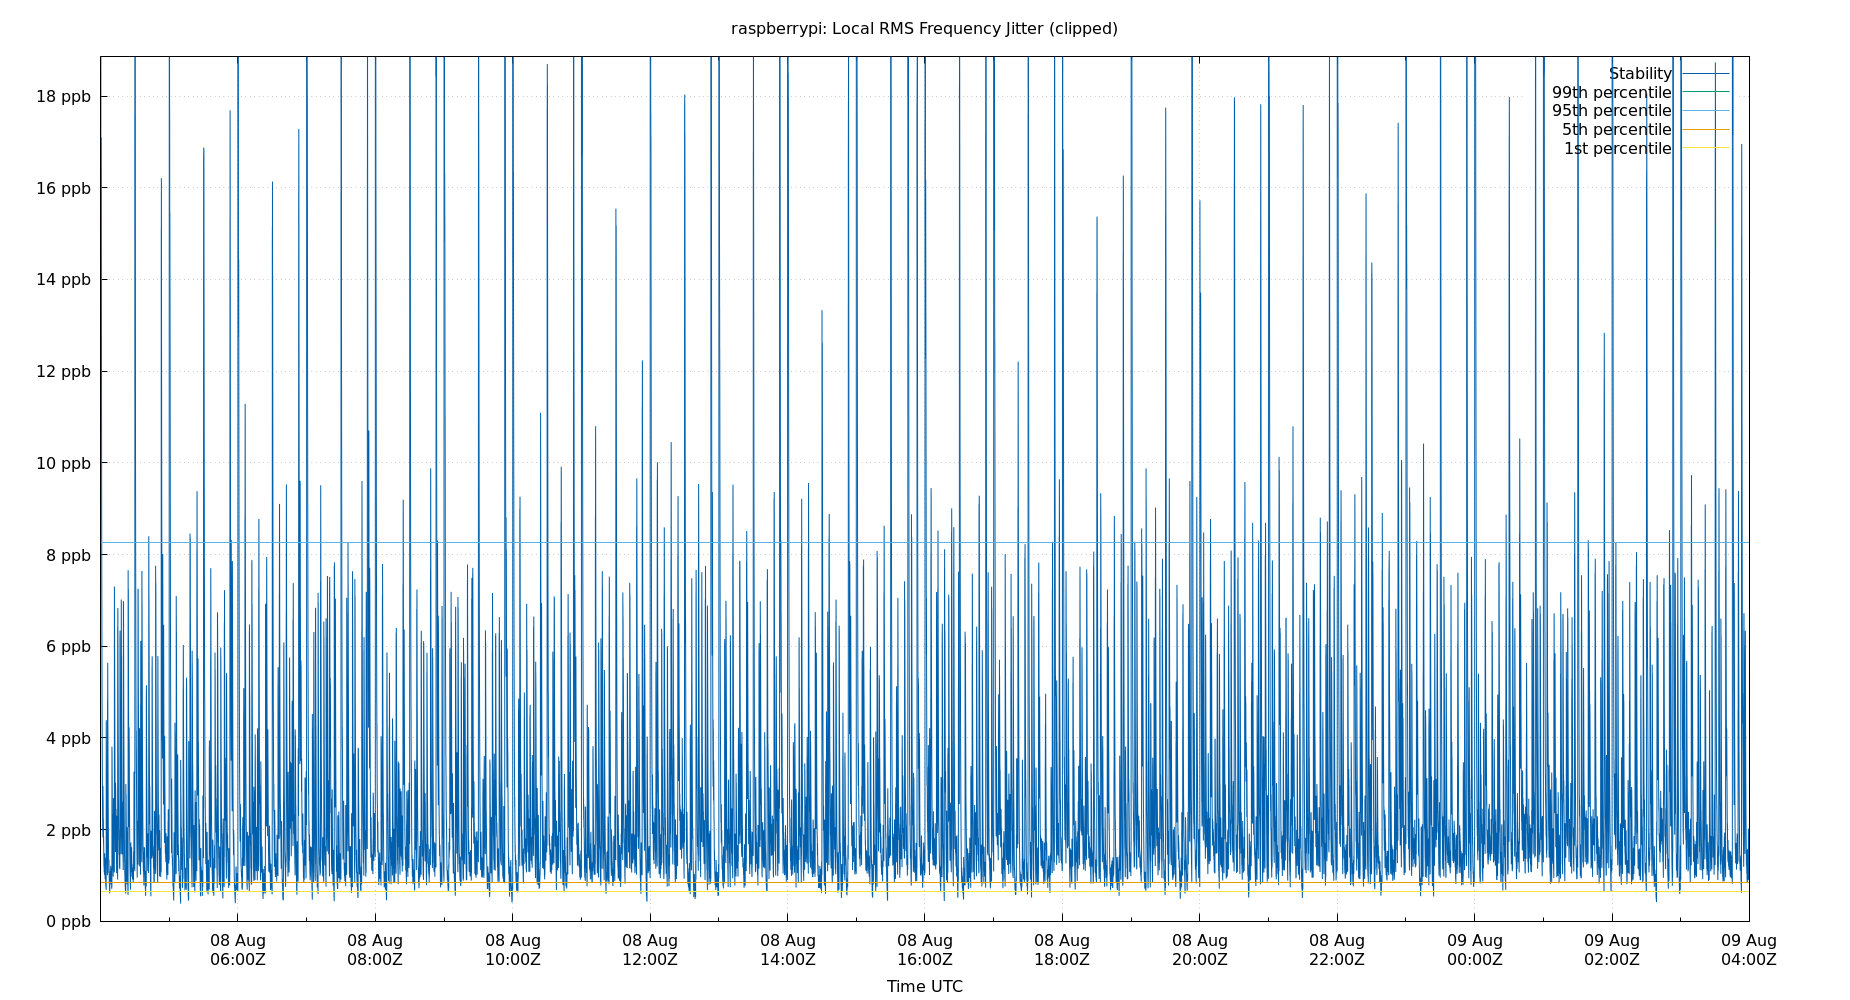 raspberrypi: Local RMS Frequency Jitter (clipped)
Stability
99th percentile
95th percentile
5th percentile
1st percentile
18 ppb
16 ppb
14 ppb
12 ppb
10 ppb
8 ppb
6 ppb
4 ppb
2 ppb
0 ppb
08 Aug 08 Aug 08 Aug 08 Aug 08 Aug 08 Aug 08 Aug 08 Aug 08 Aug 09 Aug 09 Aug 09 Aug
06:00Z 08:00Z 10:00Z 12:00Z 14:00Z 16:00Z 18:00Z 20:00Z 22:00Z 00:00Z 02:00Z 04:00Z
Time UTC